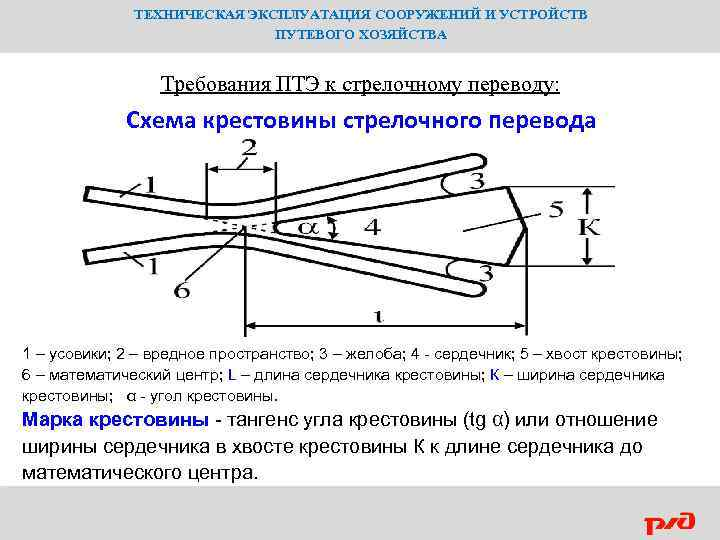 ТЕХНИЧЕСКАЯ ЭКСПЛУАТАЦИЯ СООРУЖЕНИЙ И УСТРОЙСТВ
ПУТЕВОГО ХОЗЯЙСТВА
Требования ПТЭ к стрелочному переводу:
Схема крестовины стрелочного перевода
2
1
3
α
4
5
К
1
3
6
ι
1 – усовики; 2 – вредное пространство; 3 – желоба; 4 - сердечник; 5 – хвост крестовины;
6 – математический центр; L – длина сердечника крестовины; К – ширина сердечника
крестовины; α - угол крестовины.
Марка крестовины - тангенс угла крестовины (tg α) или отношение
ширины сердечника в хвосте крестовины К к длине сердечника до
математического центра.
ржд